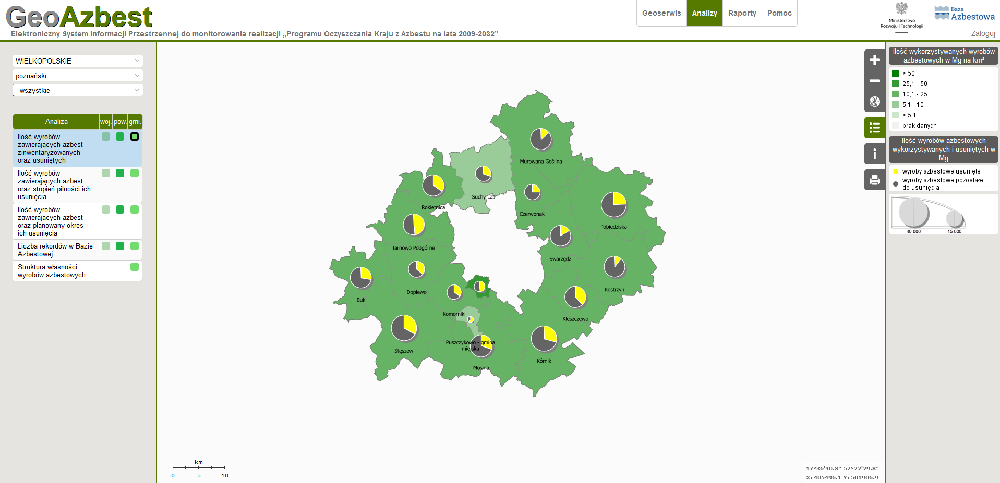 GeoAzbest
Elektroniczny System Informacji Przestrzennej do monitorowania realizacji „Programu Oczyszczania Kraju z Azbestu na lata 2009-2032”
Geoserwis
Analizy
Raporty
Pomoc
Ministerstwo
Rozwoju i Technologii
Baza
Azbestowa
Zaloguj
WIELKOPOLSKIE
poznański
--wszystkie--
Analiza woj. pow. gmi.
Ilość wyrobów
zawierających azbest
zinwentaryzowanych
oraz usuniętych
Ilość wyrobów
zawierających azbest
oraz stopień pilności ich
usunięcia
Ilość wyrobów
zawierających azbest
oraz planowany okres
ich usunięcia
Liczba rekordów w Bazie
Azbestowej
Struktura własności
wyrobów azbestowych
Murowana Goślina
Suchy Las
Rokietnica
Czerwonak
Pobiedziska
Tarnowo Podgórne
Swarzędz
Dopiewo
Kostrzyn
Buk
Komorniki
Kleszczewo
Puszczykowo - gmina
miejska
Stęszew
Kórnik
Mosina
km
0 5 10
17°36'40.8" 52°22'29.8"
X: 405496.1 Y: 501906.9
Ilość wykorzystywanych wyrobów
azbestowych w Mg na km²
> 50
25,1 - 50
10,1 - 25
5,1 - 10
< 5,1
brak danych
Ilość wyrobów azbestowych
wykorzystywanych i usuniętych w
Mg
wyroby azbestowe usunięte
wyroby azbestowe pozostałe
do usunięcia
40 000 15 000